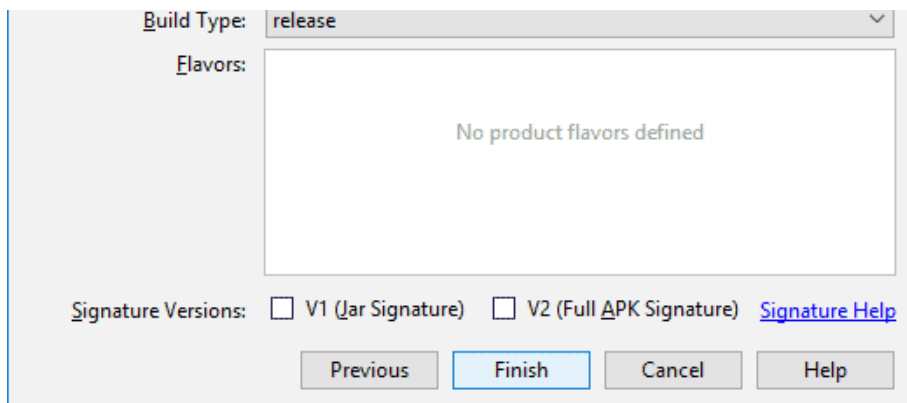 Build Type: release
Flavors:
No product flavors defined
Signature Versions: V1 (Jar Signature) V2 (Full APK Signature) Signature Help
Previous Finish Cancel Help